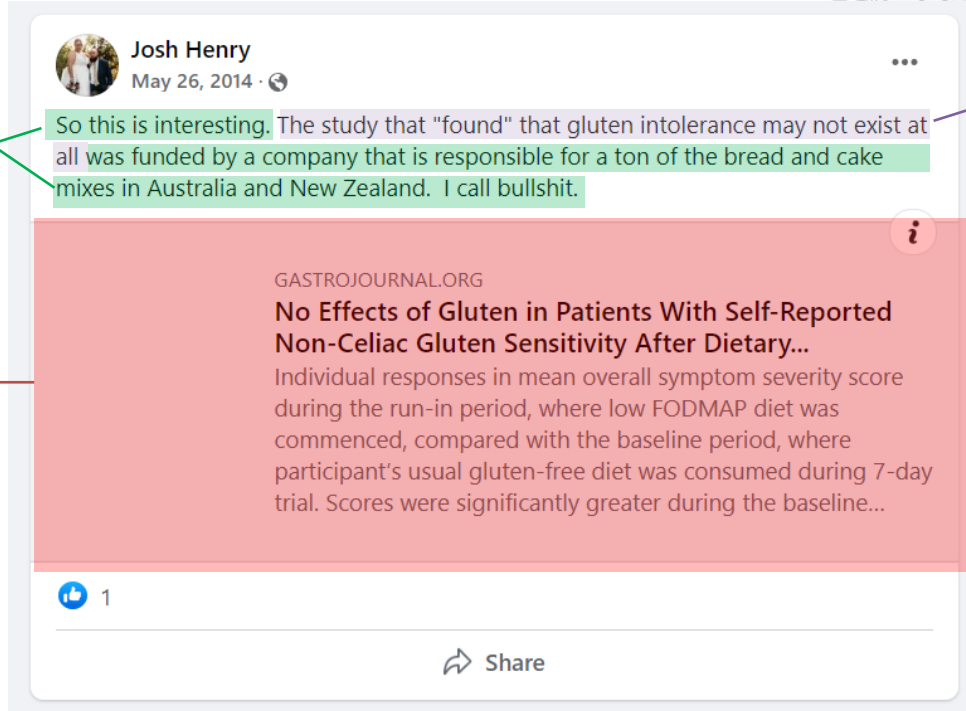 Josh Henry
May 26, 2014 ·
So this is interesting. The study that "found" that gluten intolerance may not exist at
all was funded by a company that is responsible for a ton of the bread and cake
mixes in Australia and New Zealand.  I call bullshit.
i
GASTROJOURNAL.ORG
No Effects of Gluten in Patients With Self-Reported
Non-Celiac Gluten Sensitivity After Dietary...
Individual responses in mean overall symptom severity score
during the run-in period, where low FODMAP diet was
commenced, compared with the baseline period, where
participant's usual gluten-free diet was consumed during 7-day
trial. Scores were significantly greater during the baseline...
1
Share